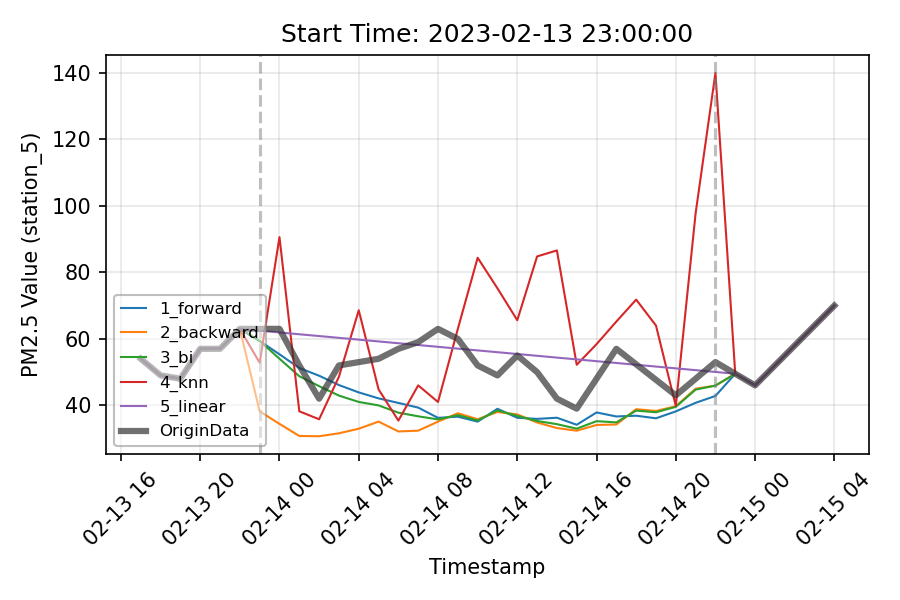 Start Time: 2023-02-13 23:00:00
PM2.5 Value (station_5)
140
120
100
80
60
40
1_forward
2_backward
3_bi
4_knn
5_linear
OriginData
02-13 16
02-13 20
02-14 00
02-14 04
02-14 08
02-14 12
02-14 16
02-14 20
02-15 00
02-15 04
Timestamp